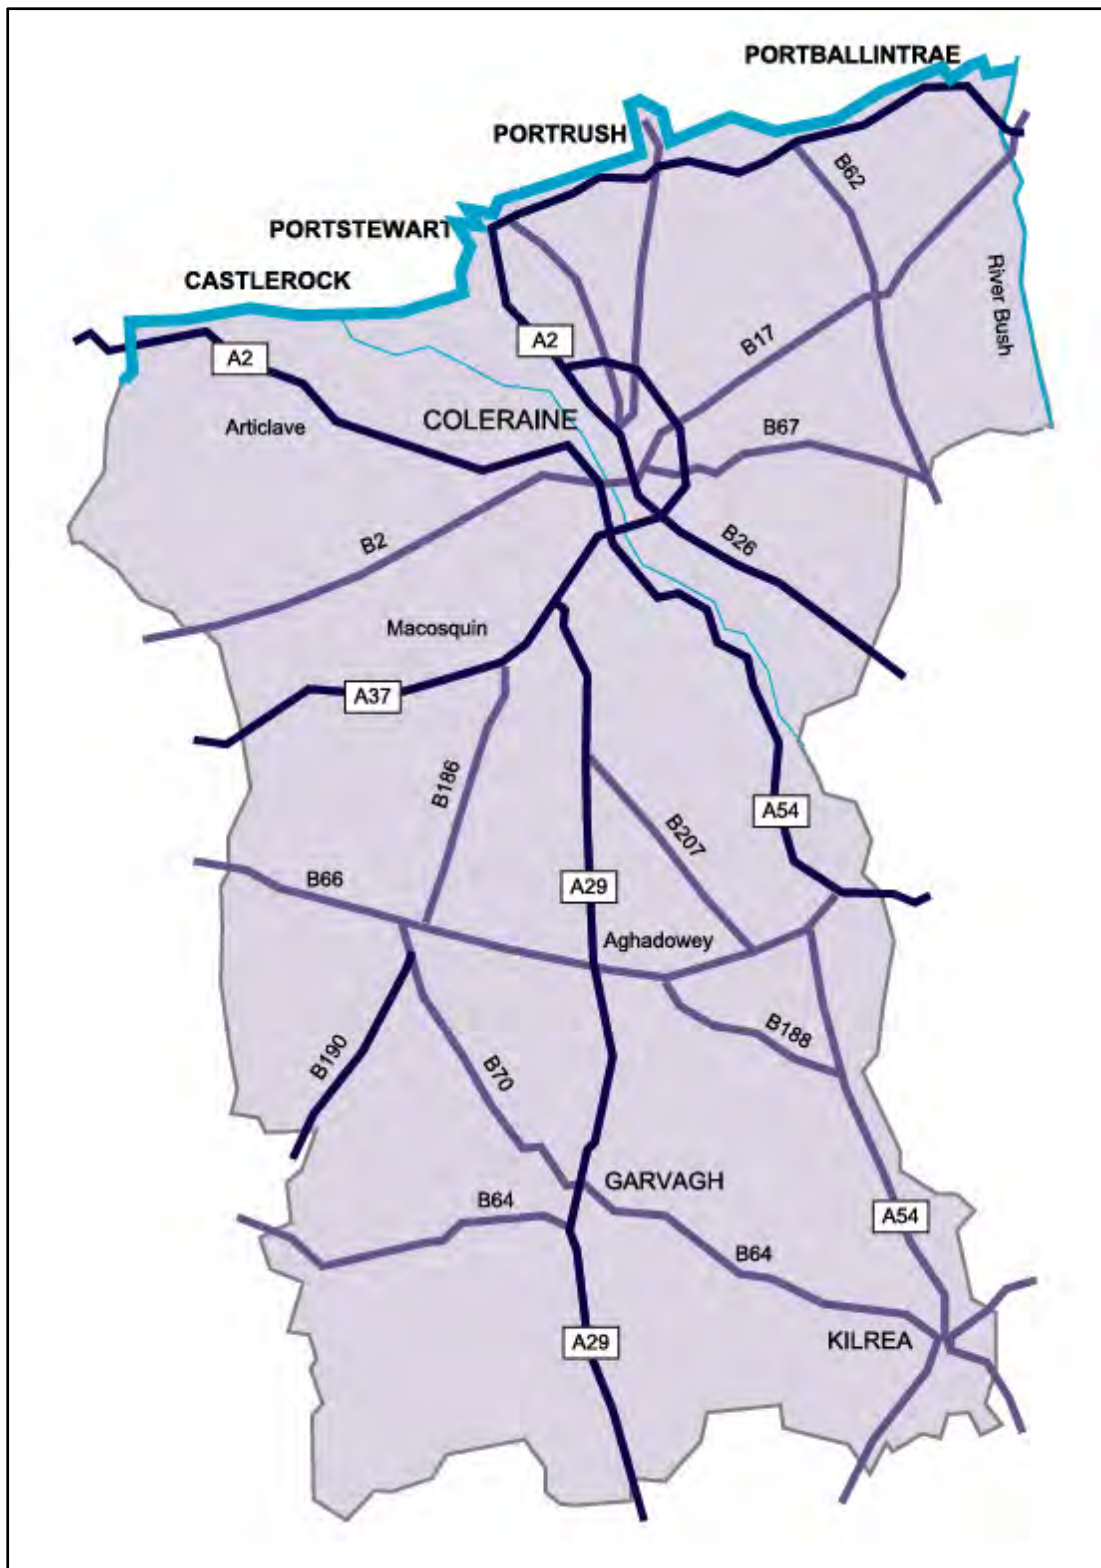 PORTBALLINTRAE
PORTRUSH
B62
PORTSTEWART
River Bush
CASTLEROCK
A2
B17
A2
Articlave
COLERAINE
B67
B2
B26
Macosquin
A37
B186
A54
B207
B66
A29
Aghadowey
B188
B190
B70
GARVAGH
B64
A54
B64
A29
KILREA